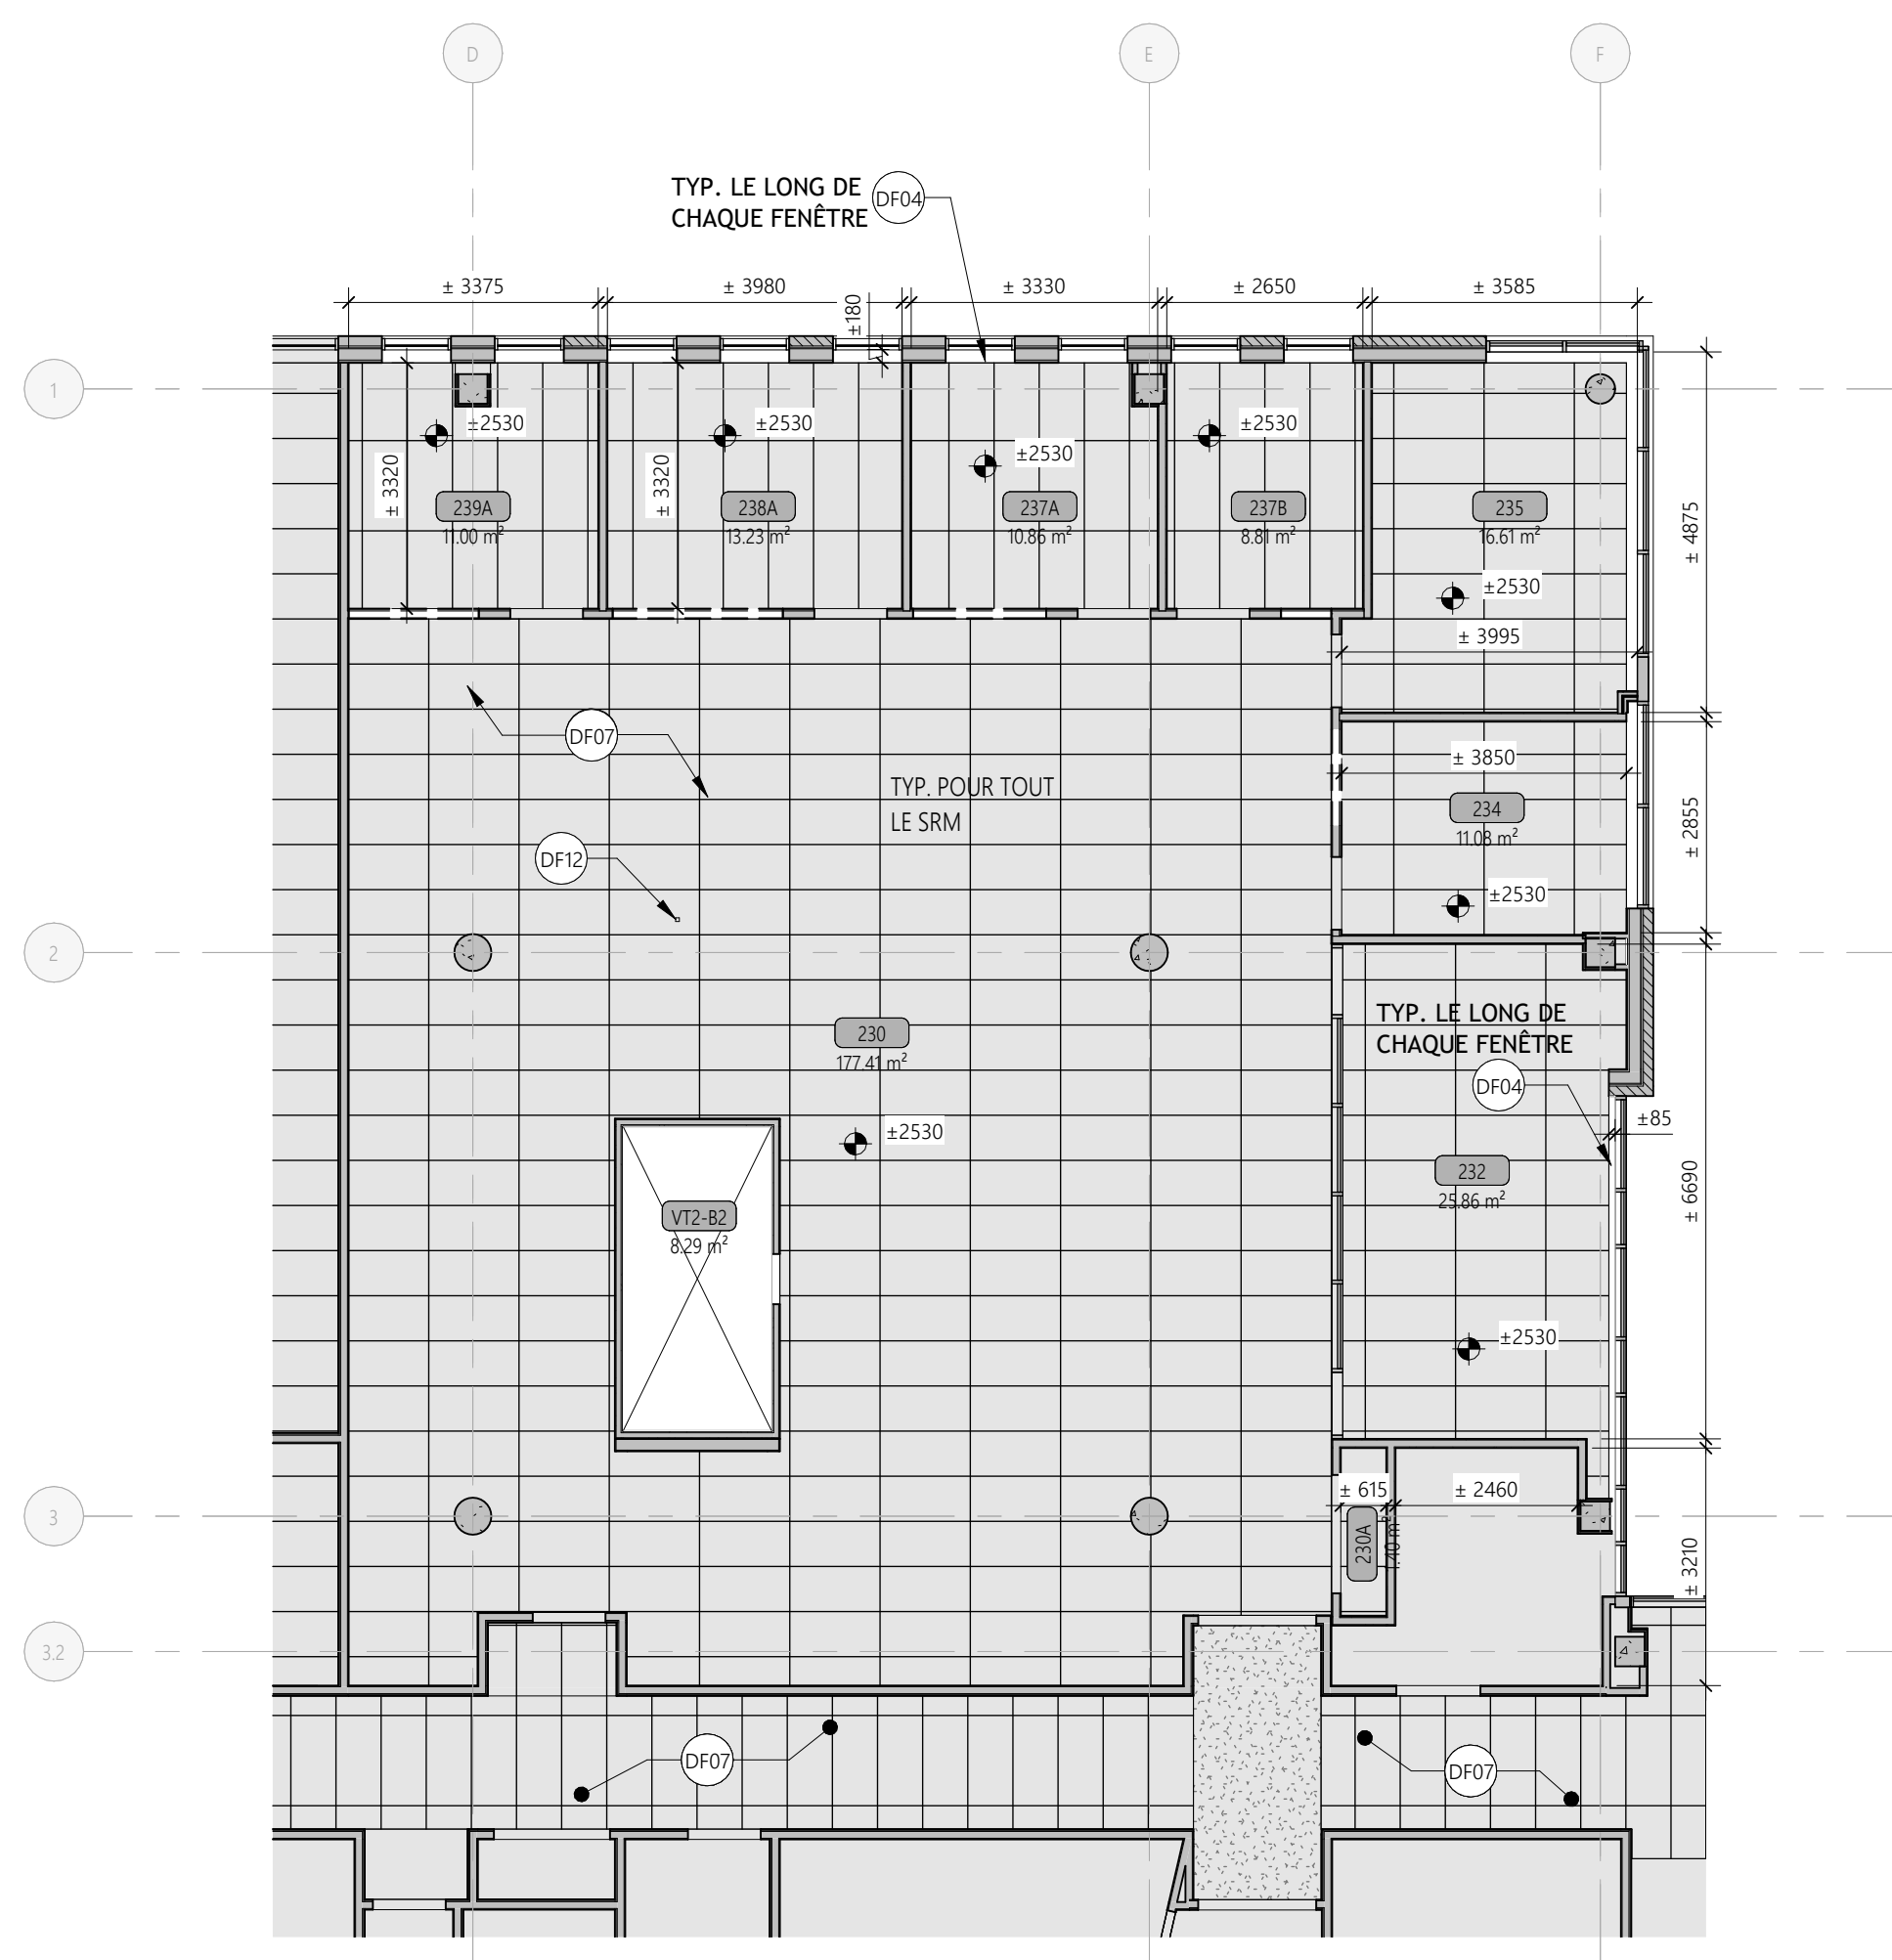 D
E
F
TYP. LE LONG DE
CHAQUE FENÊTRE
DF04
± 3375
± 3980
±180
± 3330
± 2650
± 3585
1
±2530
±2530
±2530
±2530
±2530
± 3320
± 3320
239A
11.00 m²
238A
13.23 m²
237A
10.86 m²
237B
8.81 m²
235
16.61 m²
± 4875
±2530
± 3995
DF07
TYP. POUR TOUT
LE SRM
± 3850
234
11.08 m²
± 2855
DF12
±2530
2
TYP. LE LONG DE
CHAQUE FENÊTRE
DF04
230
177.41 m²
±85
±2530
232
25.86 m²
± 6690
VT2-B2
8.29 m²
±2530
± 615
± 2460
3
230A
1.40 m²
± 3210
3.2
DF07
DF07